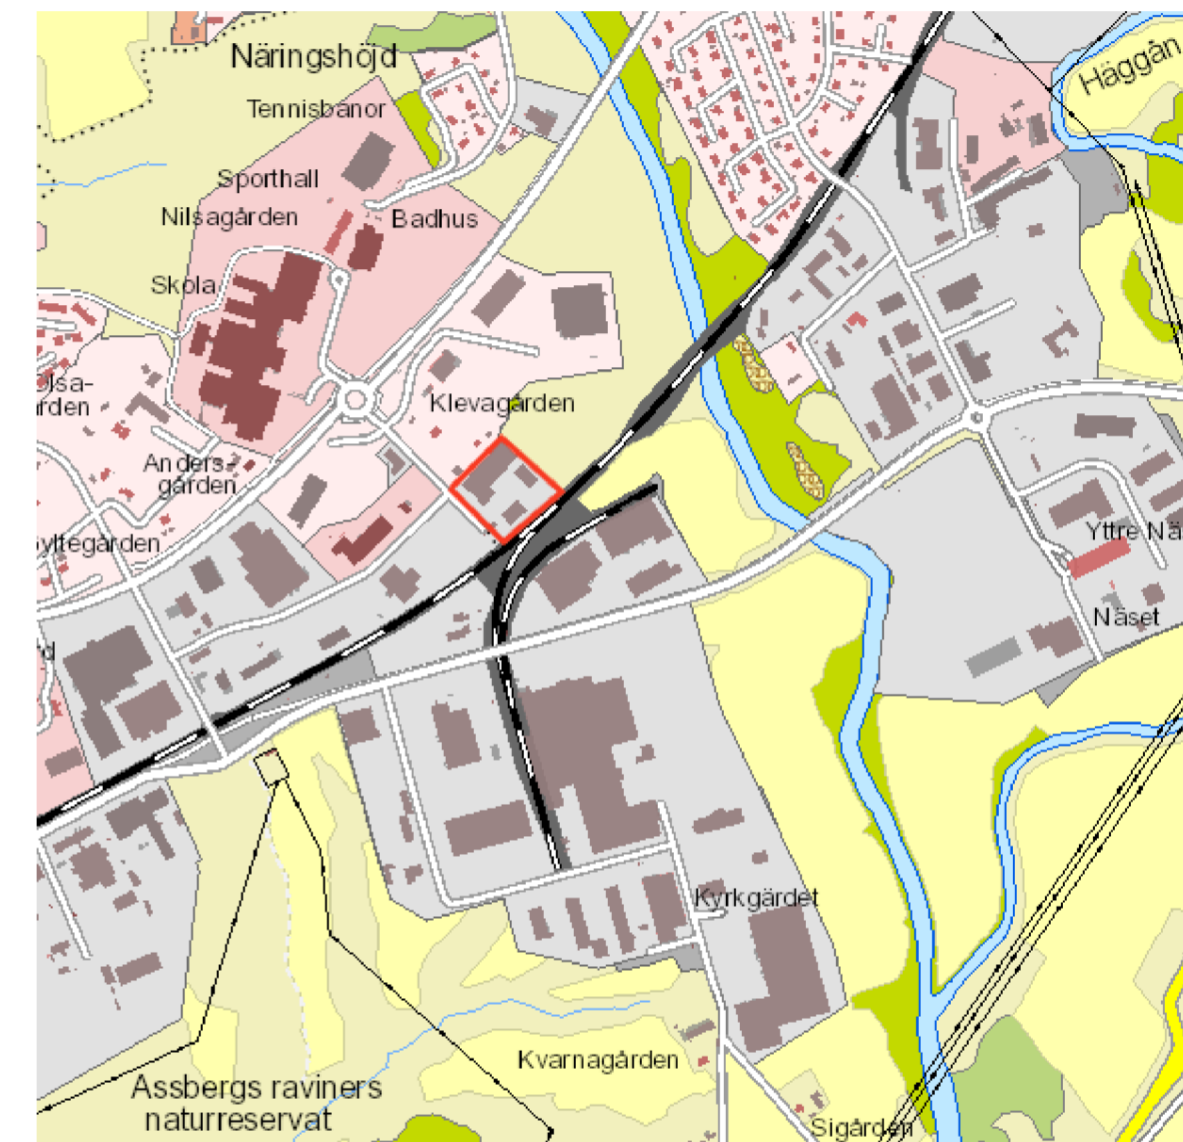 Näringshöjd
Häggån
Tennisbanor
Sporthall
Nilsagården
Badhus
Skola
Klevagården
Anders-
gården
Yttre Nä
Näset
Kyrkgärdet
Kvarnagården
Assbergs raviners
naturreservat
Sigården